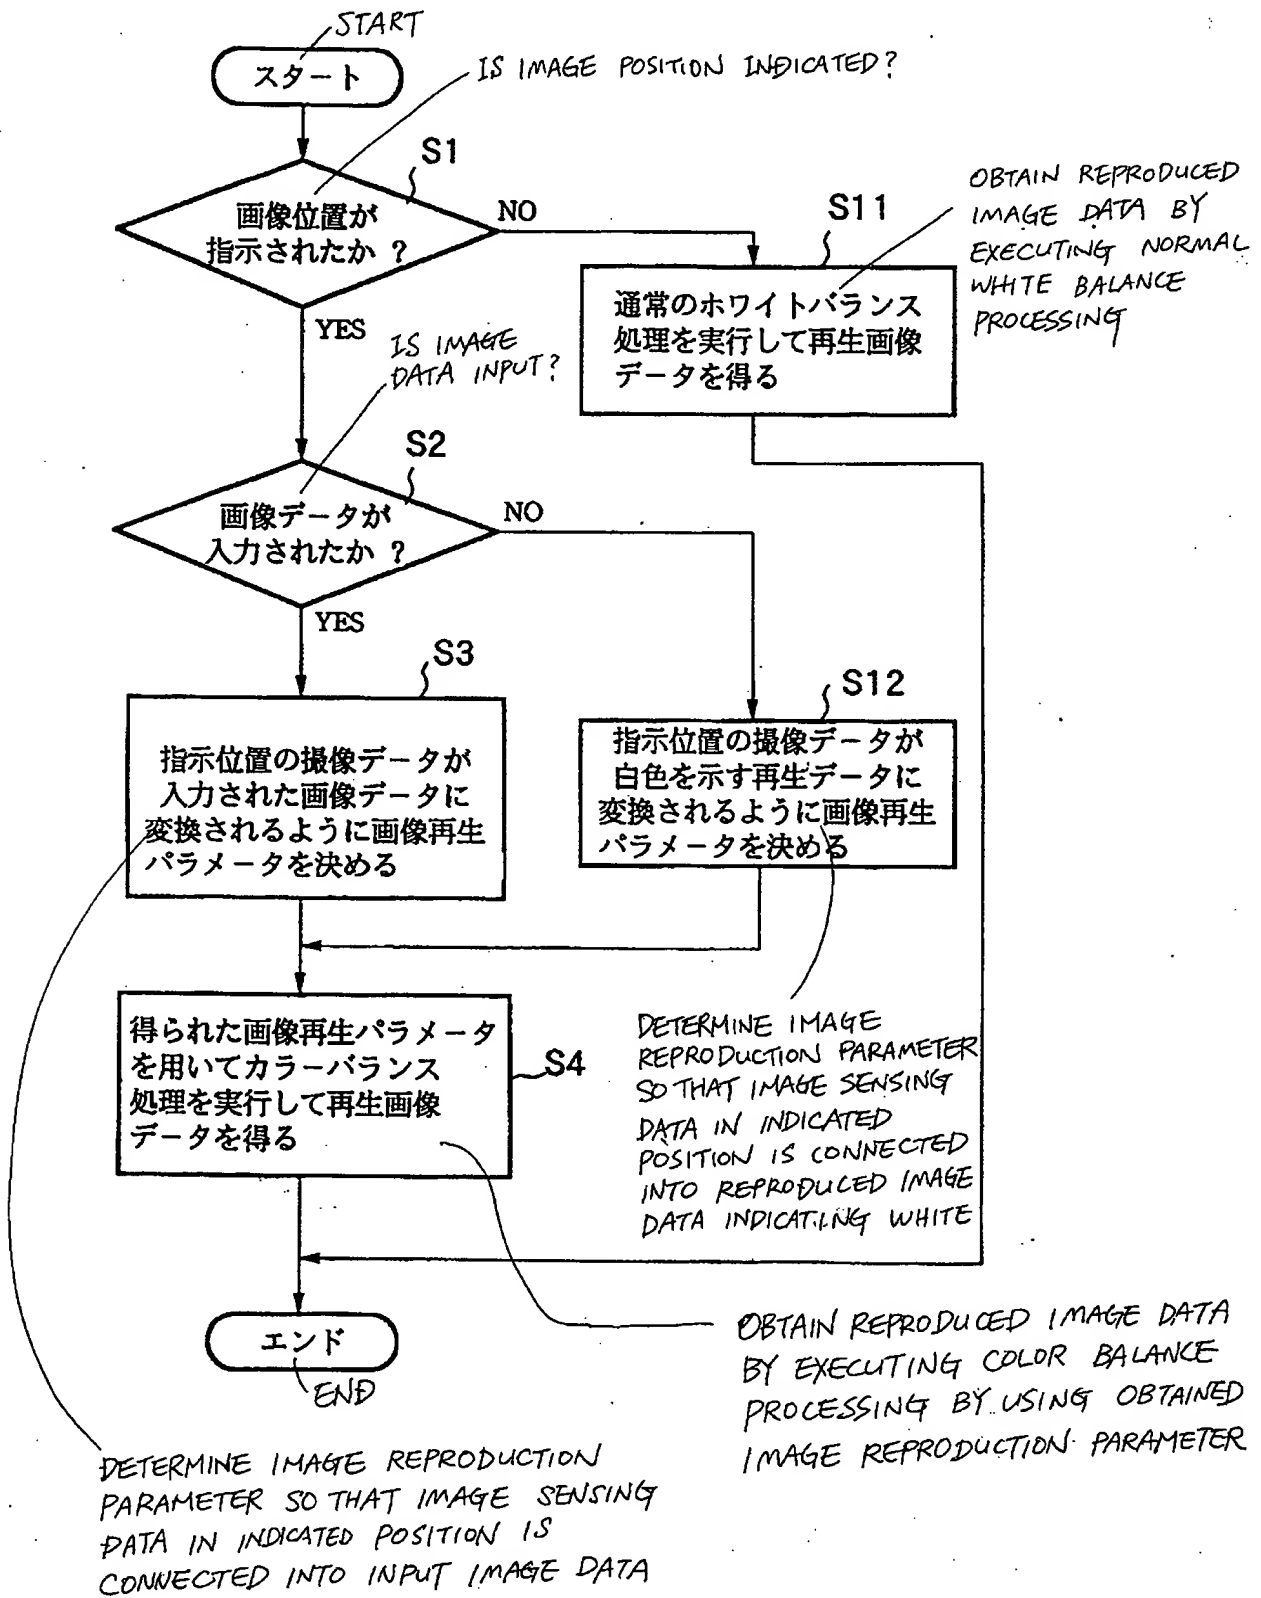 START
スタート
IS IMAGE POSITION INDICATED?
S1
画像位置が
指示されたか ?
NO
YES
S11
通常のホワイトバランス
処理を実行して再生画像
データを得る
OBTAIN REPRODUCED
IMAGE DATA BY
EXECUTING NORMAL
WHITE BALANCE
PROCESSING
IS IMAGE
DATA INPUT?
S2
画像データが
入力されたか ?
NO
YES
S3
指示位置の撮像データが
入力された画像データに
変換されるように画像再生
パラメータを決める
S12
指示位置の撮像データが
白色を示す再生データに
変換されるように画像再生
パラメータを決める
得られた画像再生パラメータ
を用いてカラーバランス
処理を実行して再生画像
データを得る
S4
DETERMINE IMAGE
REPRODUCTION PARAMETER
SO THAT IMAGE SENSING
DATA IN INDICATED
POSITION IS CONNECTED
INTO REPRODUCED IMAGE
DATA INDICATING WHITE
エンド
END
OBTAIN REPRODUCED IMAGE DATA
BY EXECUTING COLOR BALANCE
PROCESSING BY USING OBTAINED
IMAGE REPRODUCTION PARAMETER
DETERMINE IMAGE REPRODUCTION
PARAMETER SO THAT IMAGE SENSING
DATA IN INDICATED POSITION IS
CONNECTED INTO INPUT IMAGE DATA